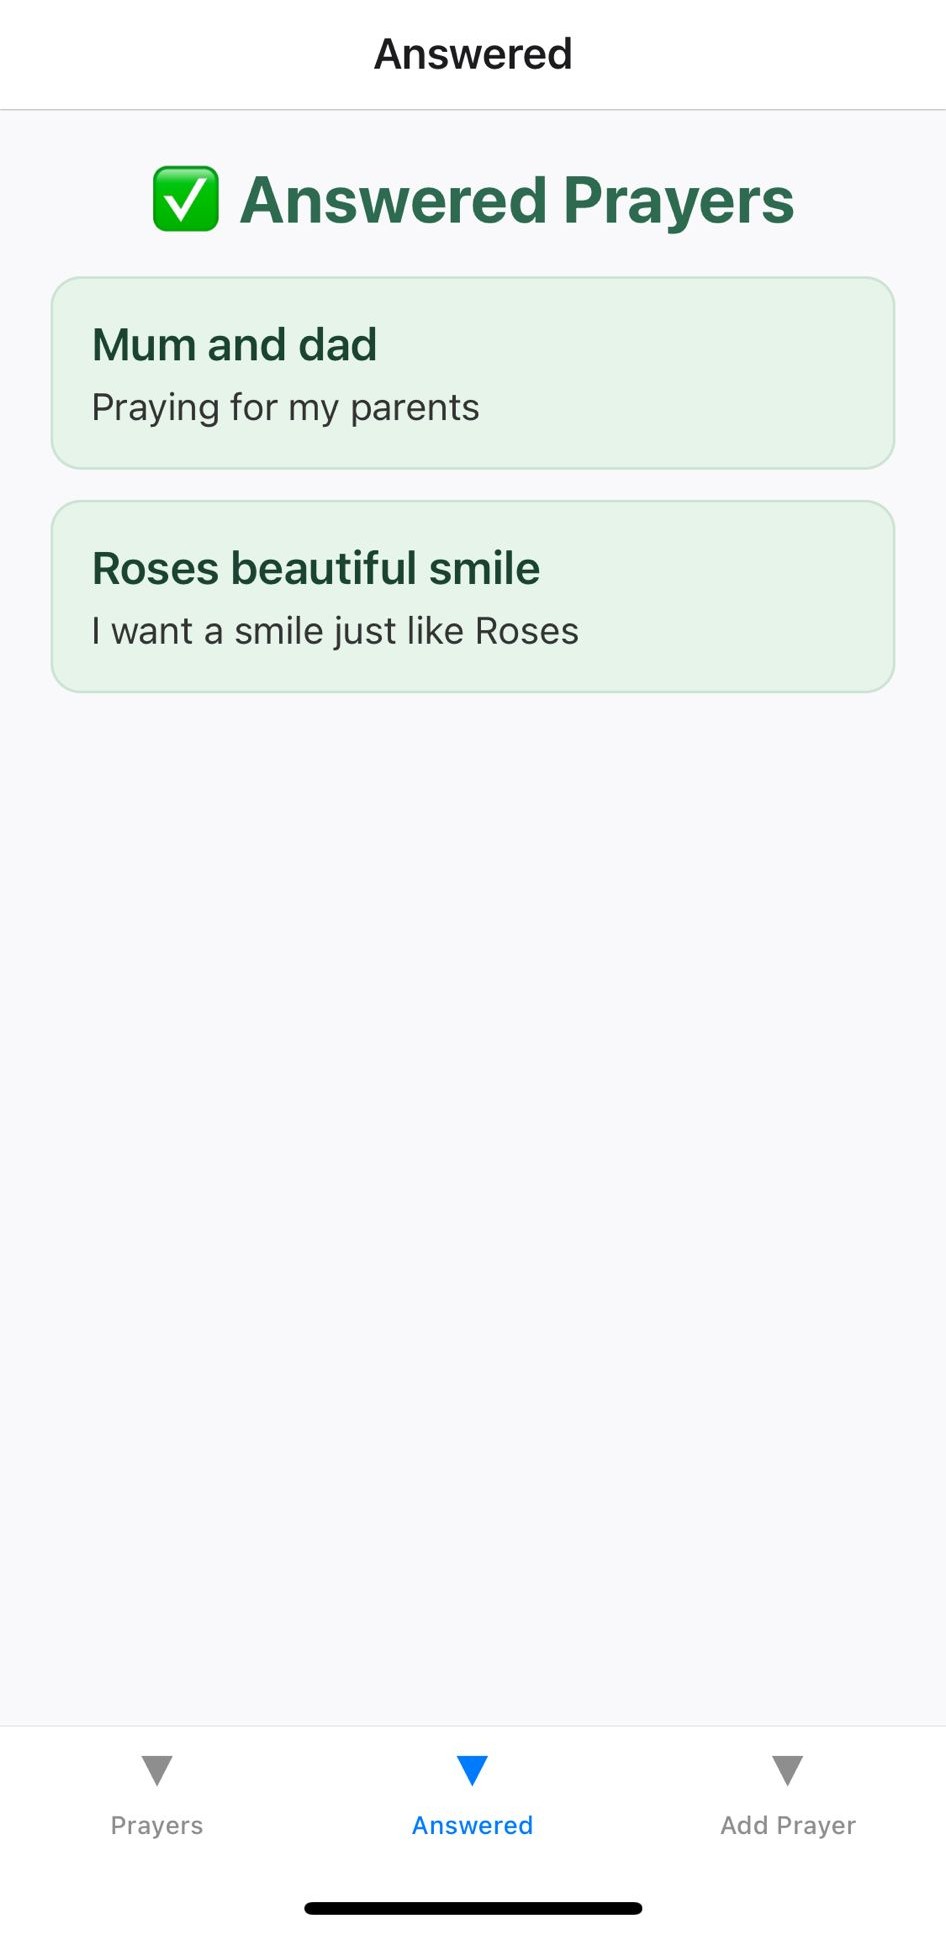 Answered
✅ Answered Prayers
Mum and dad
Praying for my parents
Roses beautiful smile
I want a smile just like Roses
Prayers
Answered
Add Prayer